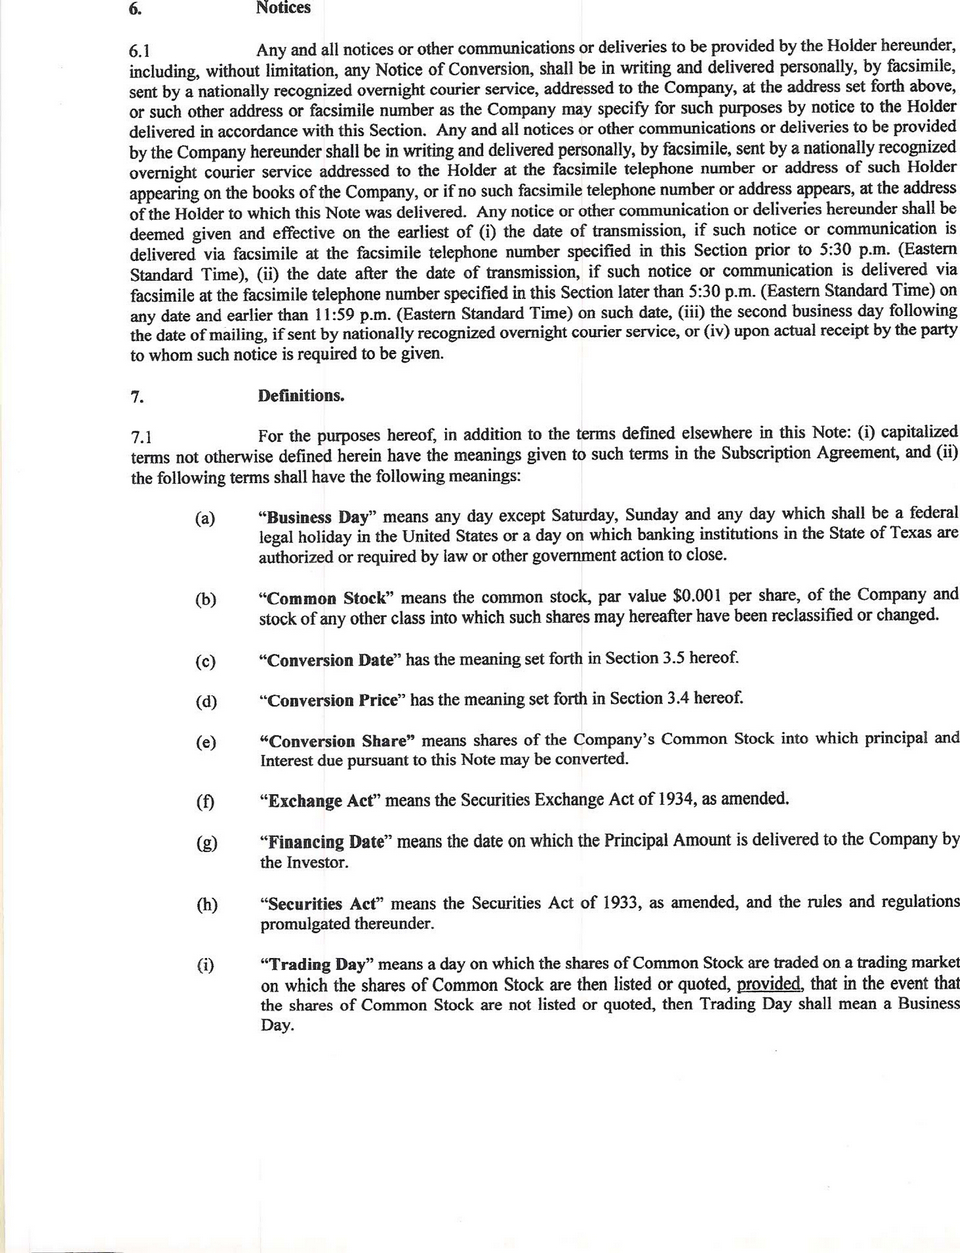 6. Notices
6.1 Any and all notices or other communications or deliveries to be provided by the Holder hereunder,
including, without limitation, any Notice of Conversion, shall be in writing and delivered personally, by facsimile,
sent by a nationally recognized overnight courier service, addressed to the Company, at the address set forth above,
or such other address or facsimile number as the Company may specify for such purposes by notice to the Holder
delivered in accordance with this Section. Any and all notices or other communications or deliveries to be provided
by the Company hereunder shall be in writing and delivered personally, by facsimile, sent by a nationally recognized
overnight courier service addressed to the Holder at the facsimile telephone number or address of such Holder
appearing on the books of the Company, or if no such facsimile telephone number or address appears, at the address
of the Holder to which this Note was delivered. Any notice or other communication or deliveries hereunder shall be
deemed given and effective on the earliest of (i) the date of transmission, if such notice or communication is
delivered via facsimile at the facsimile telephone number specified in this Section prior to 5:30 p.m. (Eastern
Standard Time), (ii) the date after the date of transmission, if such notice or communication is delivered via
facsimile at the facsimile telephone number specified in this Section later than 5:30 p.m. (Eastern Standard Time) on
any date and earlier than 11:59 p.m. (Eastern Standard Time) on such date, (iii) the second business day following
the date of mailing, if sent by nationally recognized overnight courier service, or (iv) upon actual receipt by the party
to whom such notice is required to be given.
7. Definitions.
7.1 For the purposes hereof, in addition to the terms defined elsewhere in this Note: (i) capitalized
terms not otherwise defined herein have the meanings given to such terms in the Subscription Agreement, and (ii)
the following terms shall have the following meanings:
(a) “Business Day” means any day except Saturday, Sunday and any day which shall be a federal
legal holiday in the United States or a day on which banking institutions in the State of Texas are
authorized or required by law or other government action to close.
(b) “Common Stock” means the common stock, par value $0.001 per share, of the Company and
stock of any other class into which such shares may hereafter have been reclassified or changed.
(c) “Conversion Date” has the meaning set forth in Section 3.5 hereof.
(d) “Conversion Price” has the meaning set forth in Section 3.4 hereof.
(e) “Conversion Share” means shares of the Company’s Common Stock into which principal and
Interest due pursuant to this Note may be converted.
(f) “Exchange Act” means the Securities Exchange Act of 1934, as amended.
(g) “Financing Date” means the date on which the Principal Amount is delivered to the Company by
the Investor.
(h) “Securities Act” means the Securities Act of 1933, as amended, and the rules and regulations
promulgated thereunder.
(i) “Trading Day” means a day on which the shares of Common Stock are traded on a trading market
on which the shares of Common Stock are then listed or quoted, provided, that in the event that
the shares of Common Stock are not listed or quoted, then Trading Day shall mean a Business
Day.